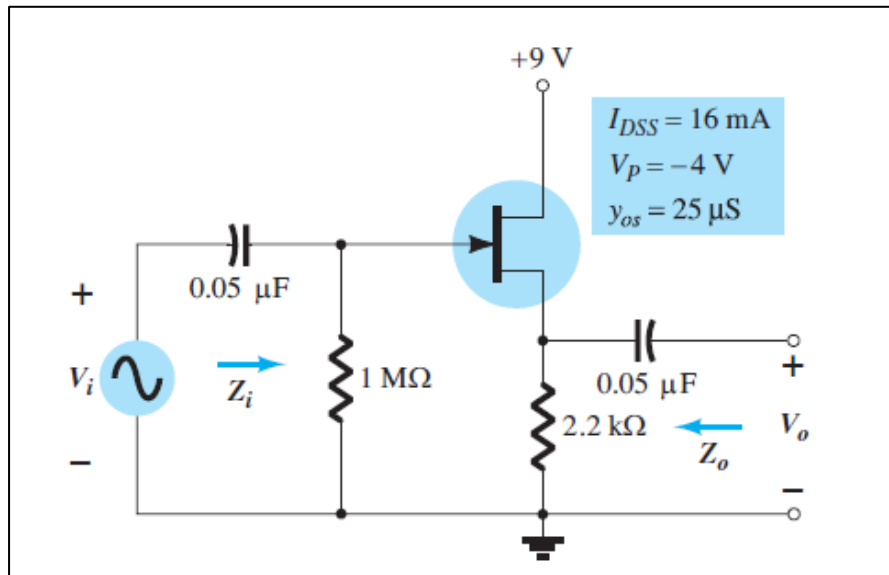 +9 V
I_DSS = 16 mA
V_P = −4 V
y_os = 25 µS
0.05 µF
+
V_i
Z_i
1 MΩ
−
0.05 µF
2.2 kΩ
Z_o
+
V_o
−